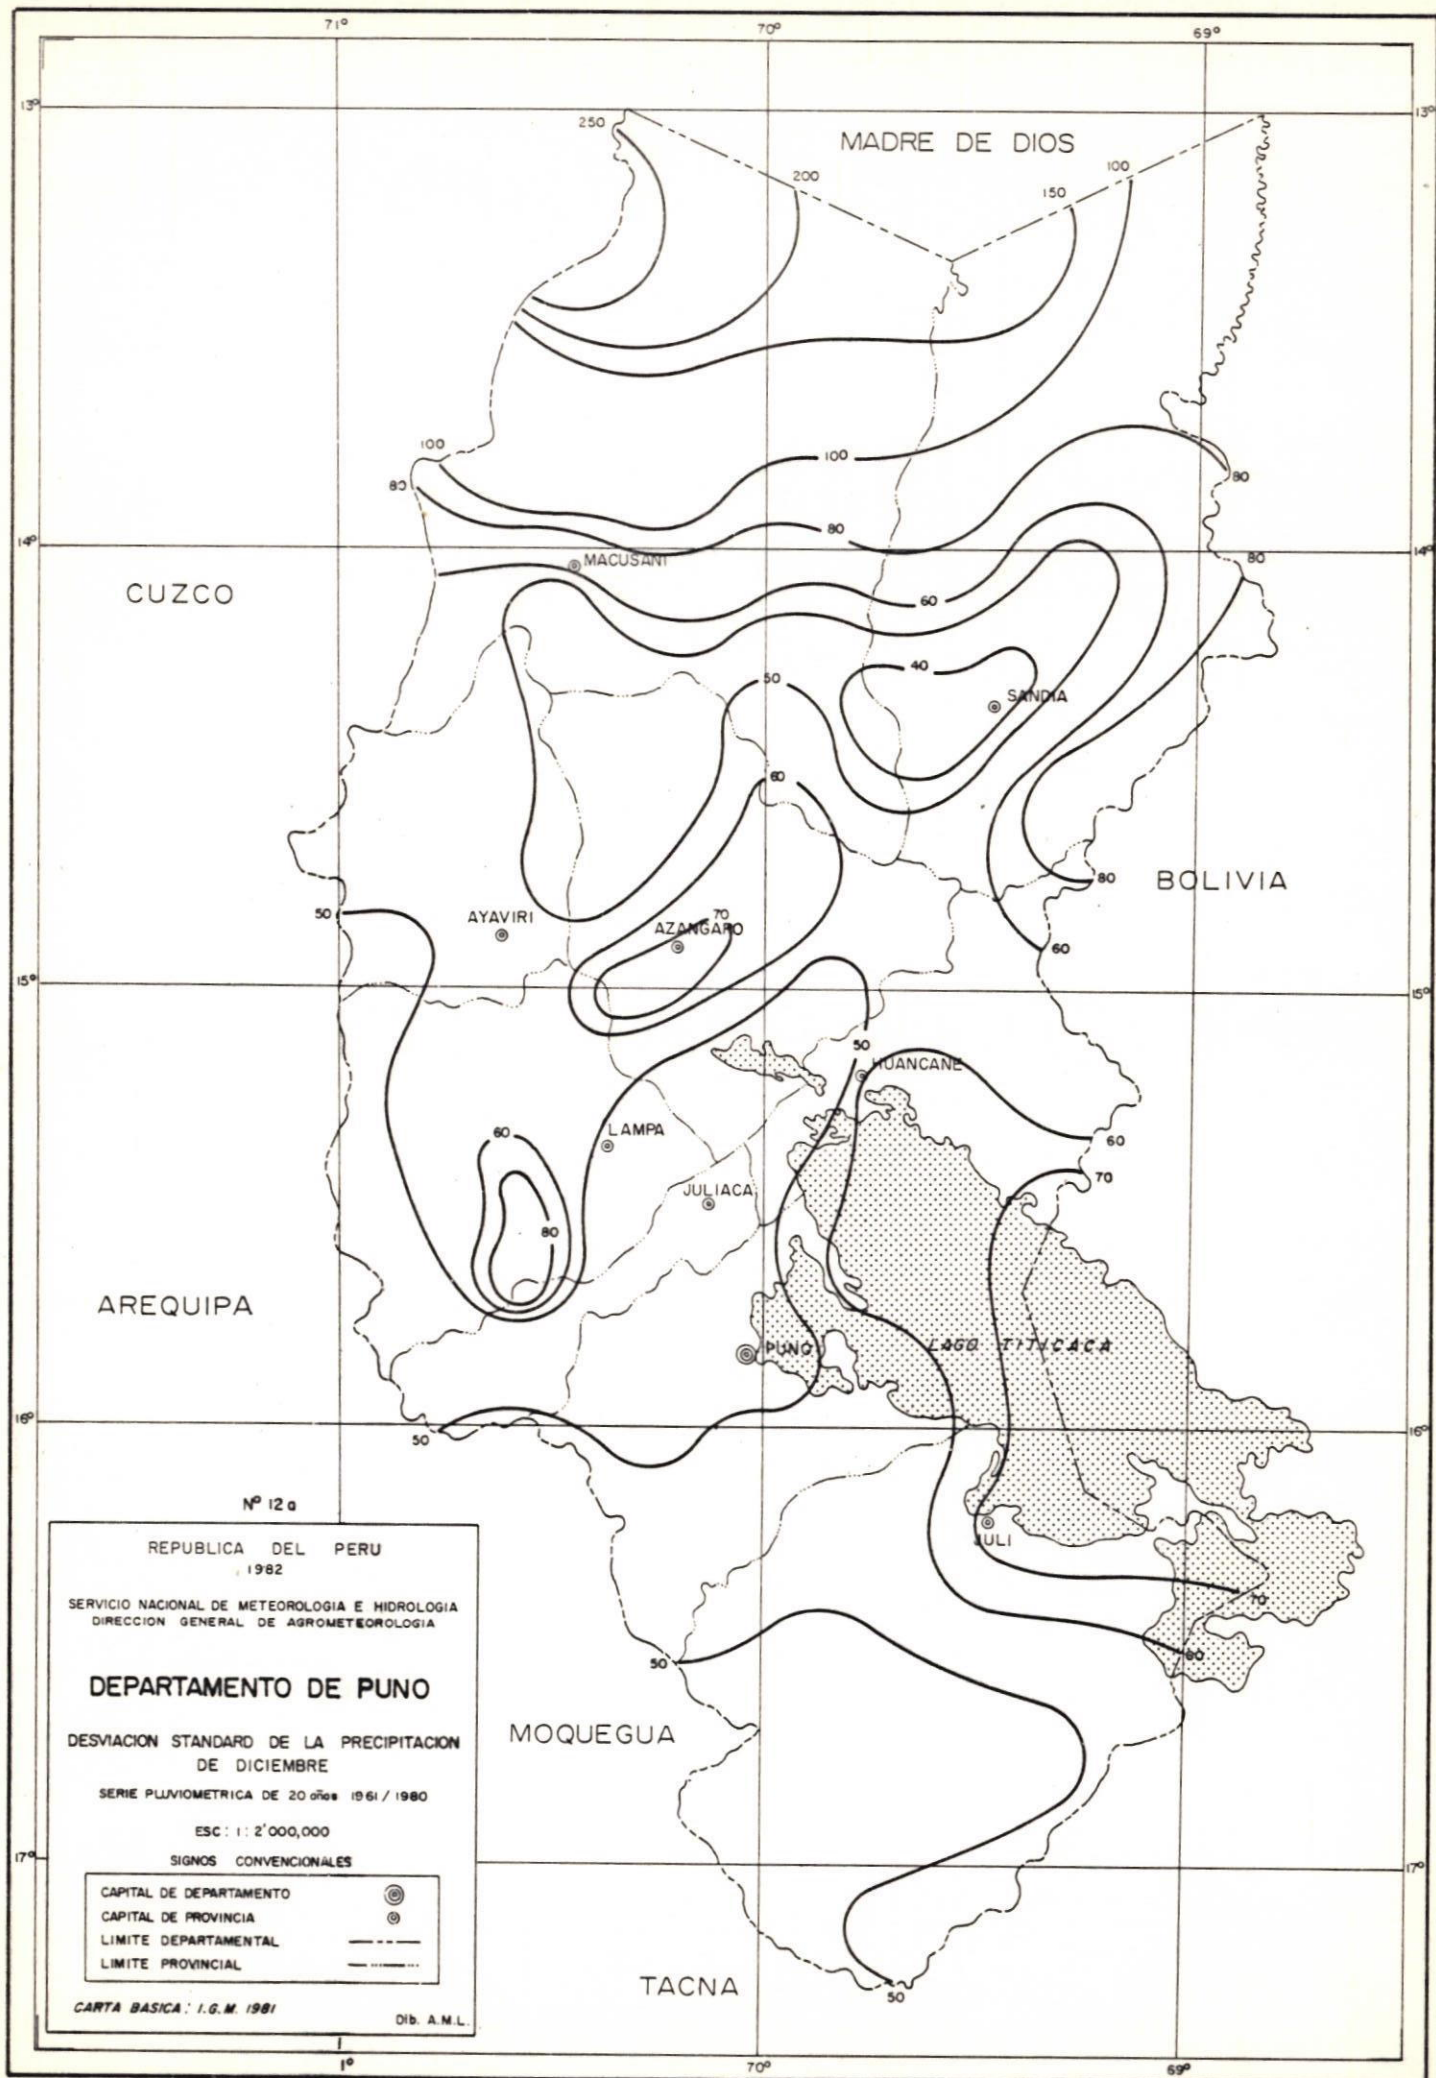 71° 70° 69°
13° 13°
250
MADRE DE DIOS
200
150
100
100
100
80
80
80
80
14° 14°
MACUSANI
CUZCO
60
40
50
SANDIA
60
80
BOLIVIA
50
AYAVIRI
70
AZANGARO
60
15° 15°
50
HUANCANE
LAMPA
60
60
70
JULIACA
80
AREQUIPA
PUNO
LAGO TITICACA
16° 16°
50
JULI
70
60
50
MOQUEGUA
17° 17°
TACNA
50
1° 70° 69°
Nº 12a
REPUBLICA DEL PERU
1982
SERVICIO NACIONAL DE METEOROLOGIA E HIDROLOGIA
DIRECCION GENERAL DE AGROMETEOROLOGIA
DEPARTAMENTO DE PUNO
DESVIACION STANDARD DE LA PRECIPITACION
DE DICIEMBRE
SERIE PLUVIOMETRICA DE 20 años 1961 / 1980
ESC: 1: 2'000,000
SIGNOS CONVENCIONALES
CAPITAL DE DEPARTAMENTO
CAPITAL DE PROVINCIA
LIMITE DEPARTAMENTAL
LIMITE PROVINCIAL
CARTA BASICA: I.G.M. 1981
Dib. A.M.L.